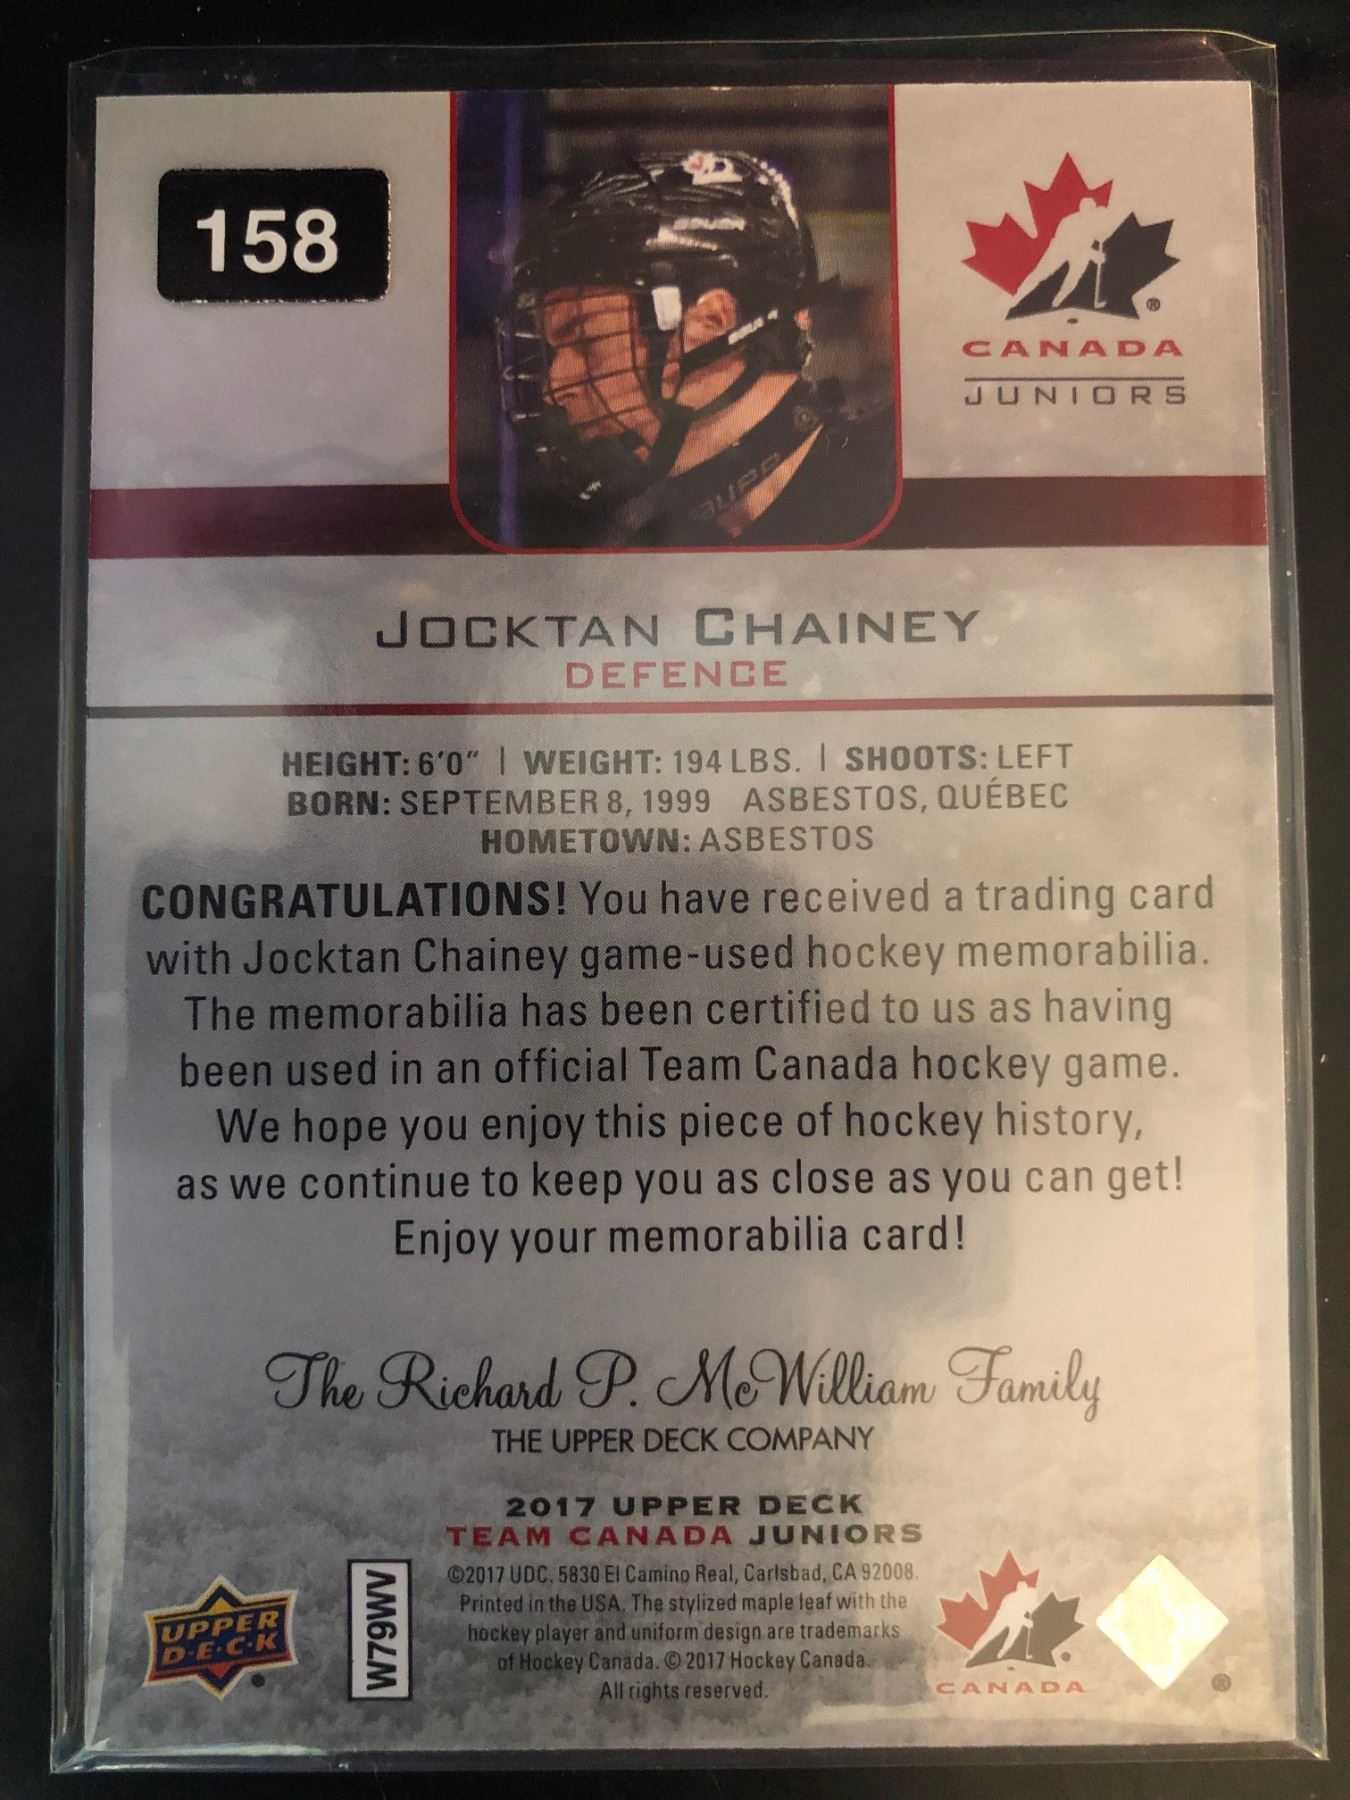 158
CANADA
JUNIORS
BAUER
JOCKTAN CHAINEY
DEFENCE
HEIGHT: 6'0" | WEIGHT: 194 LBS. | SHOOTS: LEFT
BORN: SEPTEMBER 8, 1999 ASBESTOS, QUÉBEC
HOMETOWN: ASBESTOS
CONGRATULATIONS! You have received a trading card
with Jocktan Chainey game-used hockey memorabilia.
The memorabilia has been certified to us as having
been used in an official Team Canada hockey game.
We hope you enjoy this piece of hockey history,
as we continue to keep you as close as you can get!
Enjoy your memorabilia card!
The Richard P. McWilliam Family
THE UPPER DECK COMPANY
2017 UPPER DECK
TEAM CANADA JUNIORS
©2017 UDC. 5830 El Camino Real, Carlsbad, CA 92008.
Printed in the USA. The stylized maple leaf with the
hockey player and uniform design are trademarks
of Hockey Canada. © 2017 Hockey Canada.
All rights reserved.
UPPER
D·E·C·K
W79WV
CANADA
®